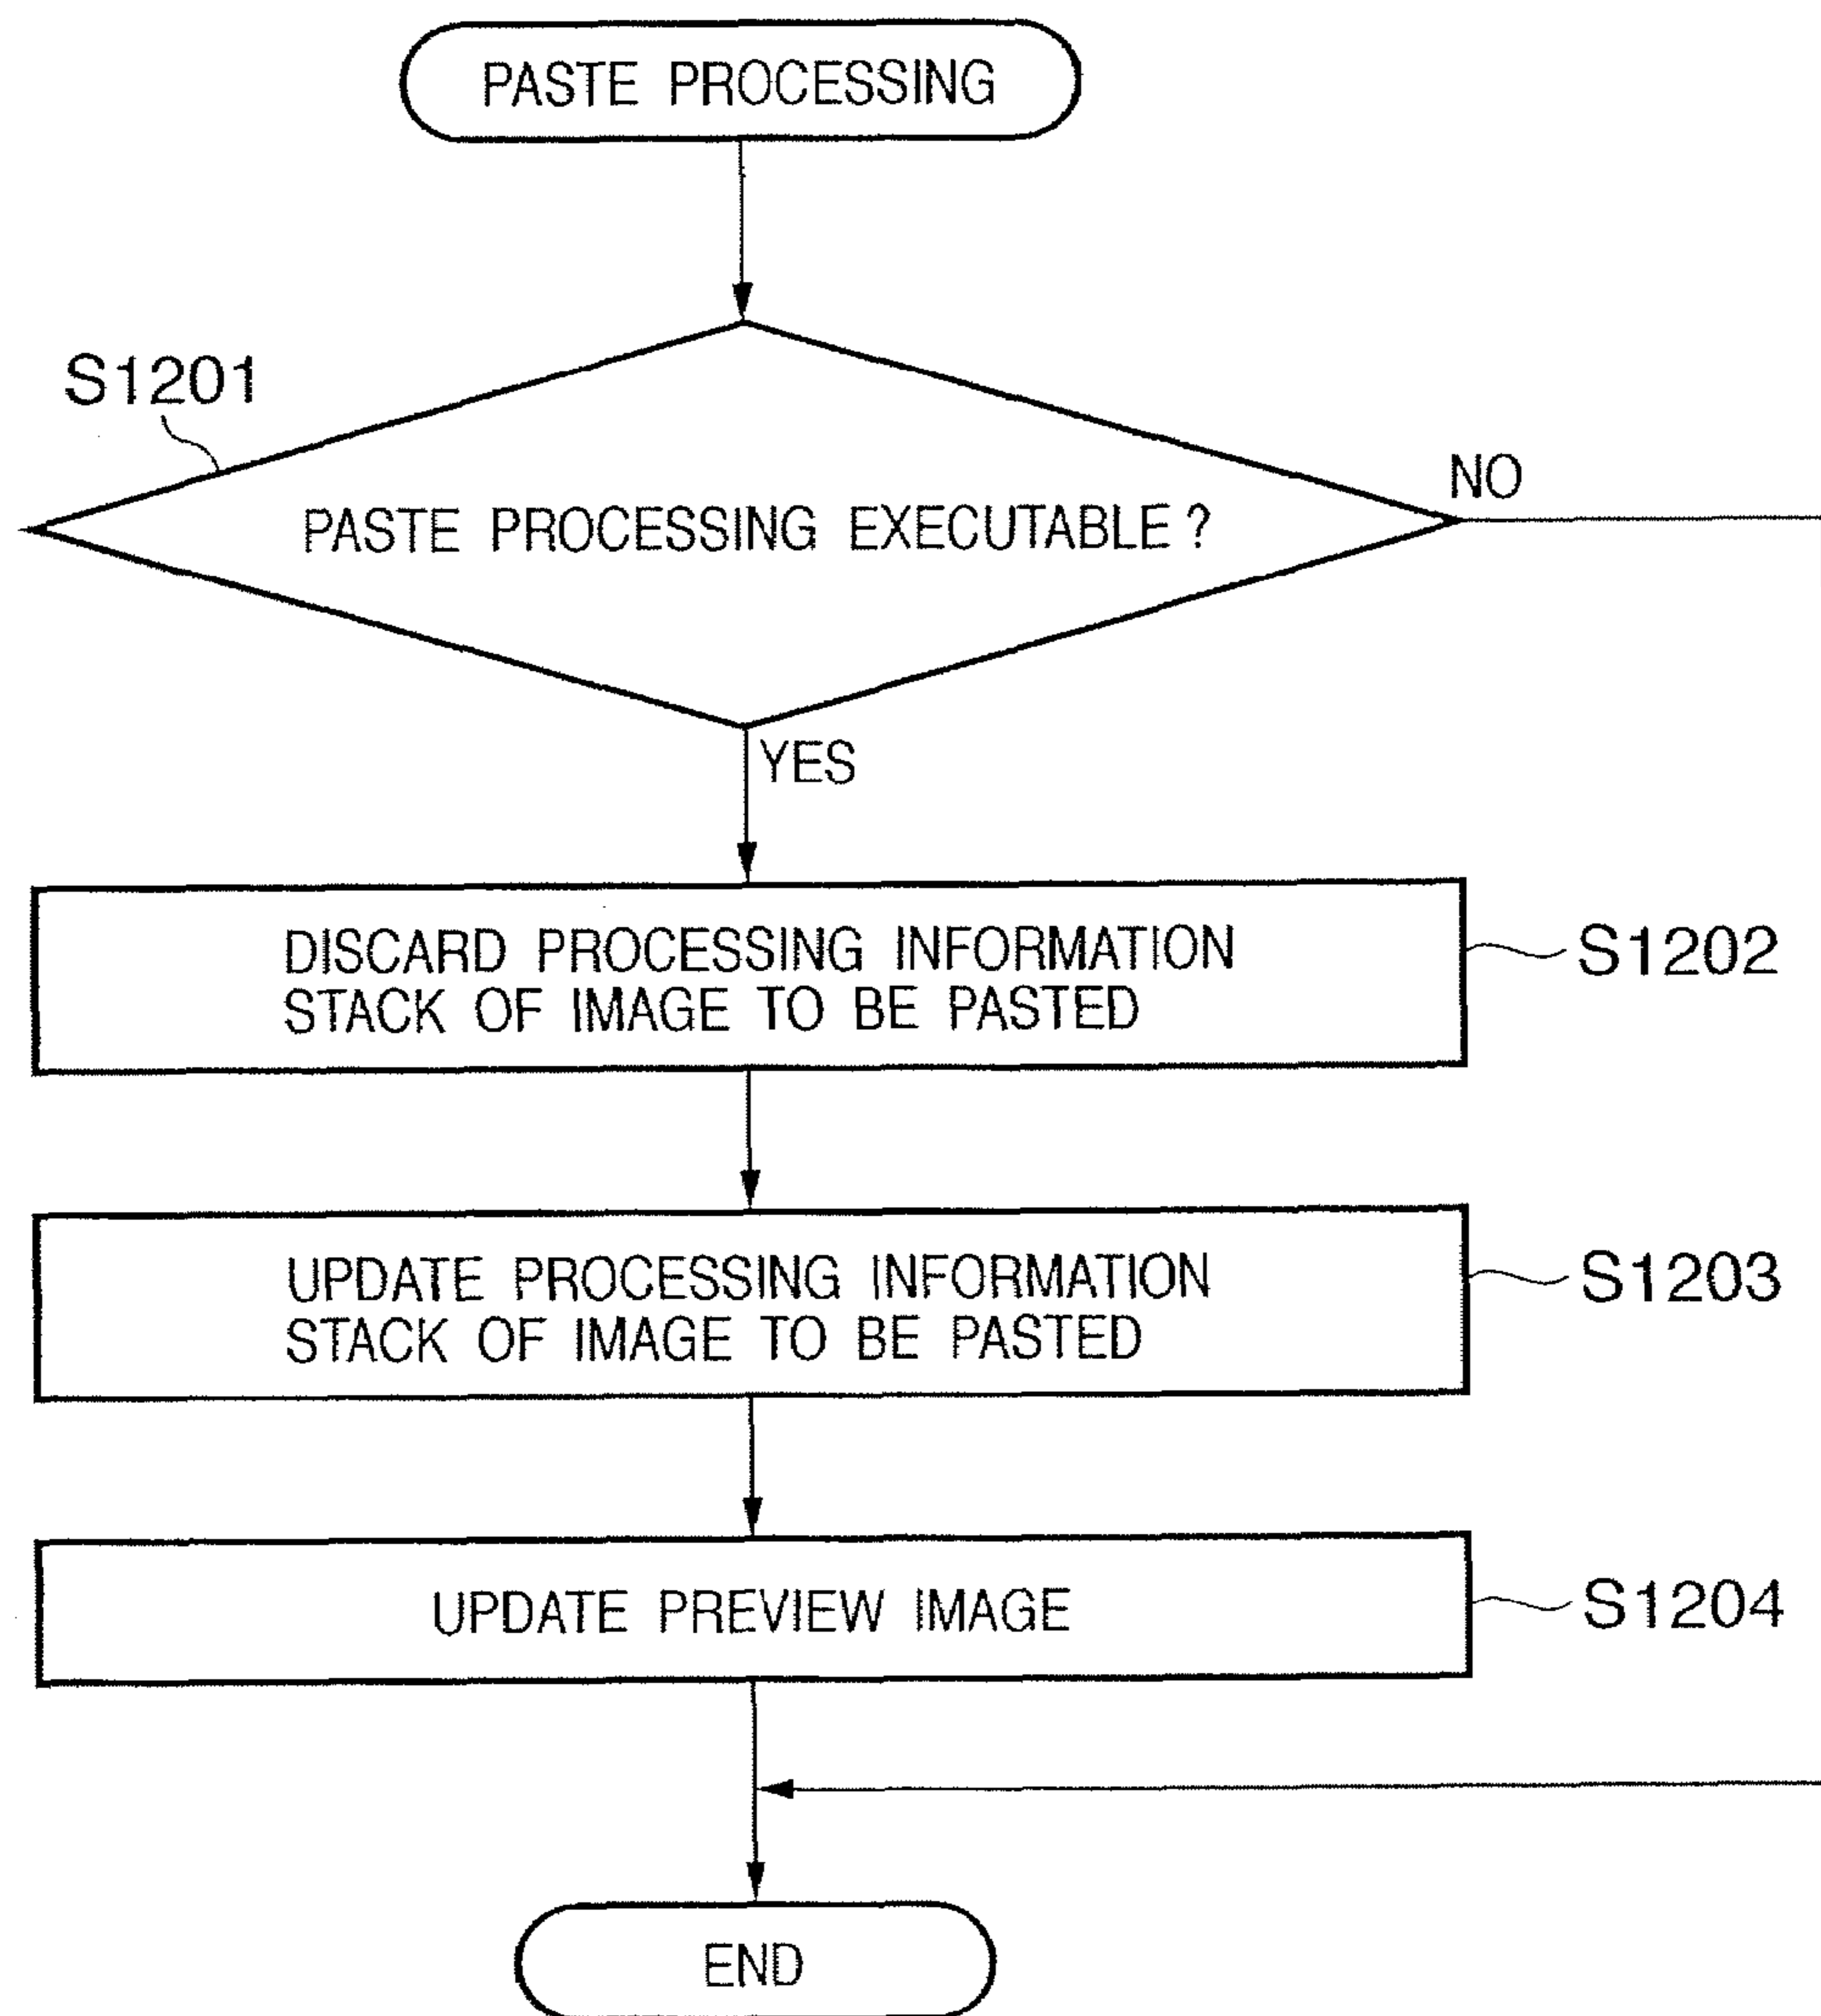 PASTE PROCESSING
S1201
NO
PASTE PROCESSING EXECUTABLE ?
YES
DISCARD PROCESSING INFORMATION
STACK OF IMAGE TO BE PASTED
S1202
UPDATE PROCESSING INFORMATION
STACK OF IMAGE TO BE PASTED
S1203
UPDATE PREVIEW IMAGE
S1204
END